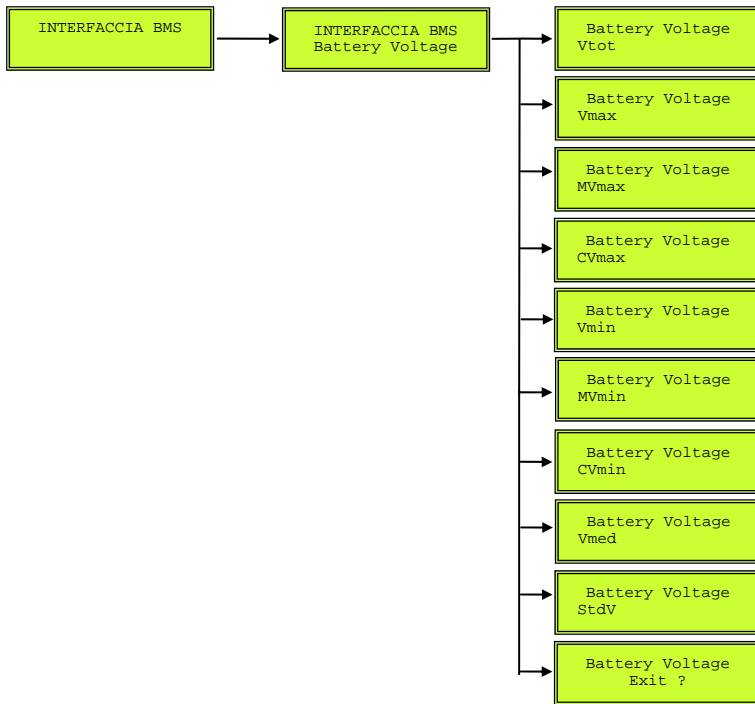 INTERFACCIA BMS
INTERFACCIA BMS
Battery Voltage
Battery Voltage
Vtot
Battery Voltage
Vmax
Battery Voltage
MVmax
Battery Voltage
CVmax
Battery Voltage
Vmin
Battery Voltage
MVmin
Battery Voltage
CVmin
Battery Voltage
Vmed
Battery Voltage
StdV
Battery Voltage
Exit ?